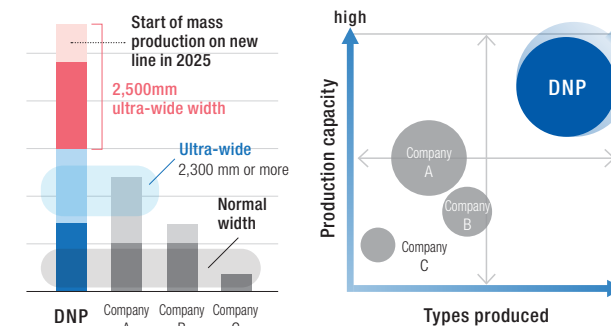 Start of mass
production on new
line in 2025
2,500mm
ultra-wide width
Ultra-wide
2,300 mm or more
Normal
width
DNP
Company
Company
Company
high
Production capacity
DNP
Company
A
Company
B
Company
C
Types produced